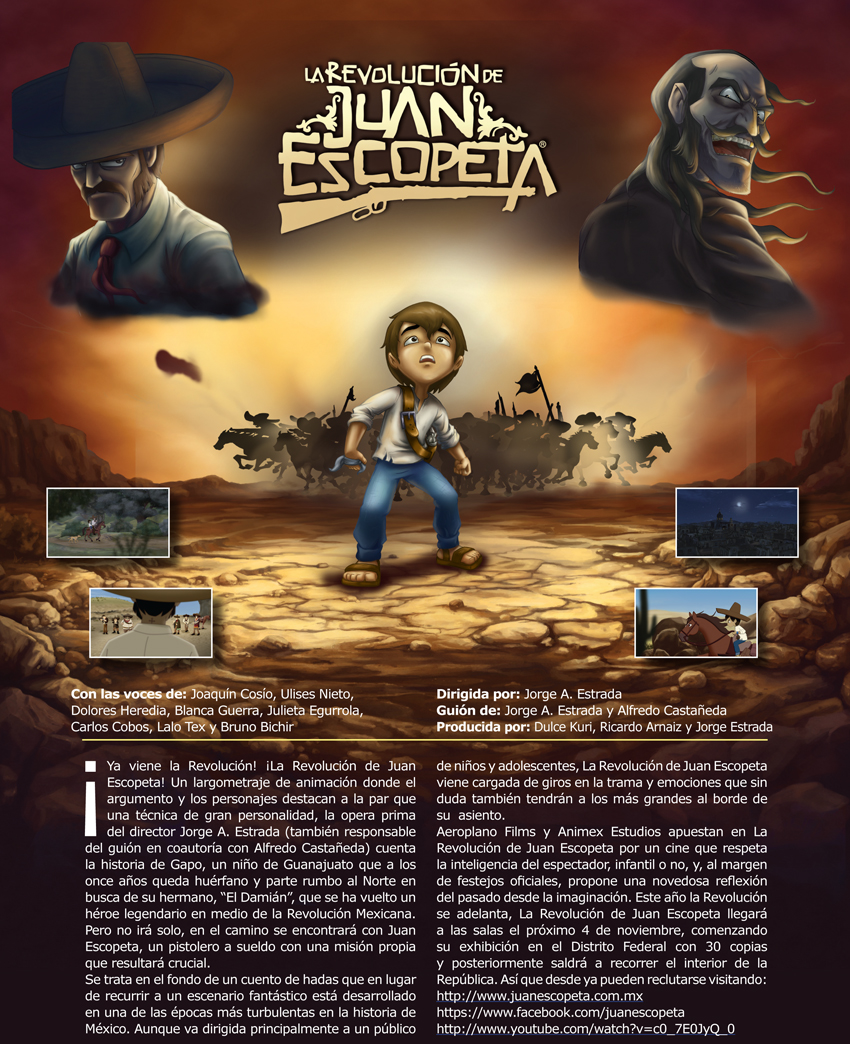 LA REVOLUCIÓN DE
JUAN
ESCOPETA®
Con las voces de: Joaquín Cosío, Ulises Nieto,
Dolores Heredia, Blanca Guerra, Julieta Egurrola,
Carlos Cobos, Lalo Tex y Bruno Bichir
Dirigida por: Jorge A. Estrada
Guión de: Jorge A. Estrada y Alfredo Castañeda
Producida por: Dulce Kuri, Ricardo Arnaiz y Jorge Estrada
¡Ya viene la Revolución! ¡La Revolución de Juan
Escopeta! Un largometraje de animación donde el
argumento y los personajes destacan a la par que
una técnica de gran personalidad, la opera prima
del director Jorge A. Estrada (también responsable
del guión en coautoría con Alfredo Castañeda) cuenta
la historia de Gapo, un niño de Guanajuato que a los
once años queda huérfano y parte rumbo al Norte en
busca de su hermano, “El Damián”, que se ha vuelto un
héroe legendario en medio de la Revolución Mexicana.
Pero no irá solo, en el camino se encontrará con Juan
Escopeta, un pistolero a sueldo con una misión propia
que resultará crucial.
Se trata en el fondo de un cuento de hadas que en lugar
de recurrir a un escenario fantástico está desarrollado
en una de las épocas más turbulentas en la historia de
México. Aunque va dirigida principalmente a un público
de niños y adolescentes, La Revolución de Juan Escopeta
viene cargada de giros en la trama y emociones que sin
duda también tendrán a los más grandes al borde de
su asiento.
Aeroplano Films y Animex Estudios apuestan en La
Revolución de Juan Escopeta por un cine que respeta
la inteligencia del espectador, infantil o no, y, al margen
de festejos oficiales, propone una novedosa reflexión
del pasado desde la imaginación. Este año la Revolución
se adelanta, La Revolución de Juan Escopeta llegará
a las salas el próximo 4 de noviembre, comenzando
su exhibición en el Distrito Federal con 30 copias
y posteriormente saldrá a recorrer el interior de la
República. Así que desde ya pueden reclutarse visitando:
http://www.juanescopeta.com.mx
https://www.facebook.com/juanescopeta
http://www.youtube.com/watch?v=c0_7E0JyQ_0